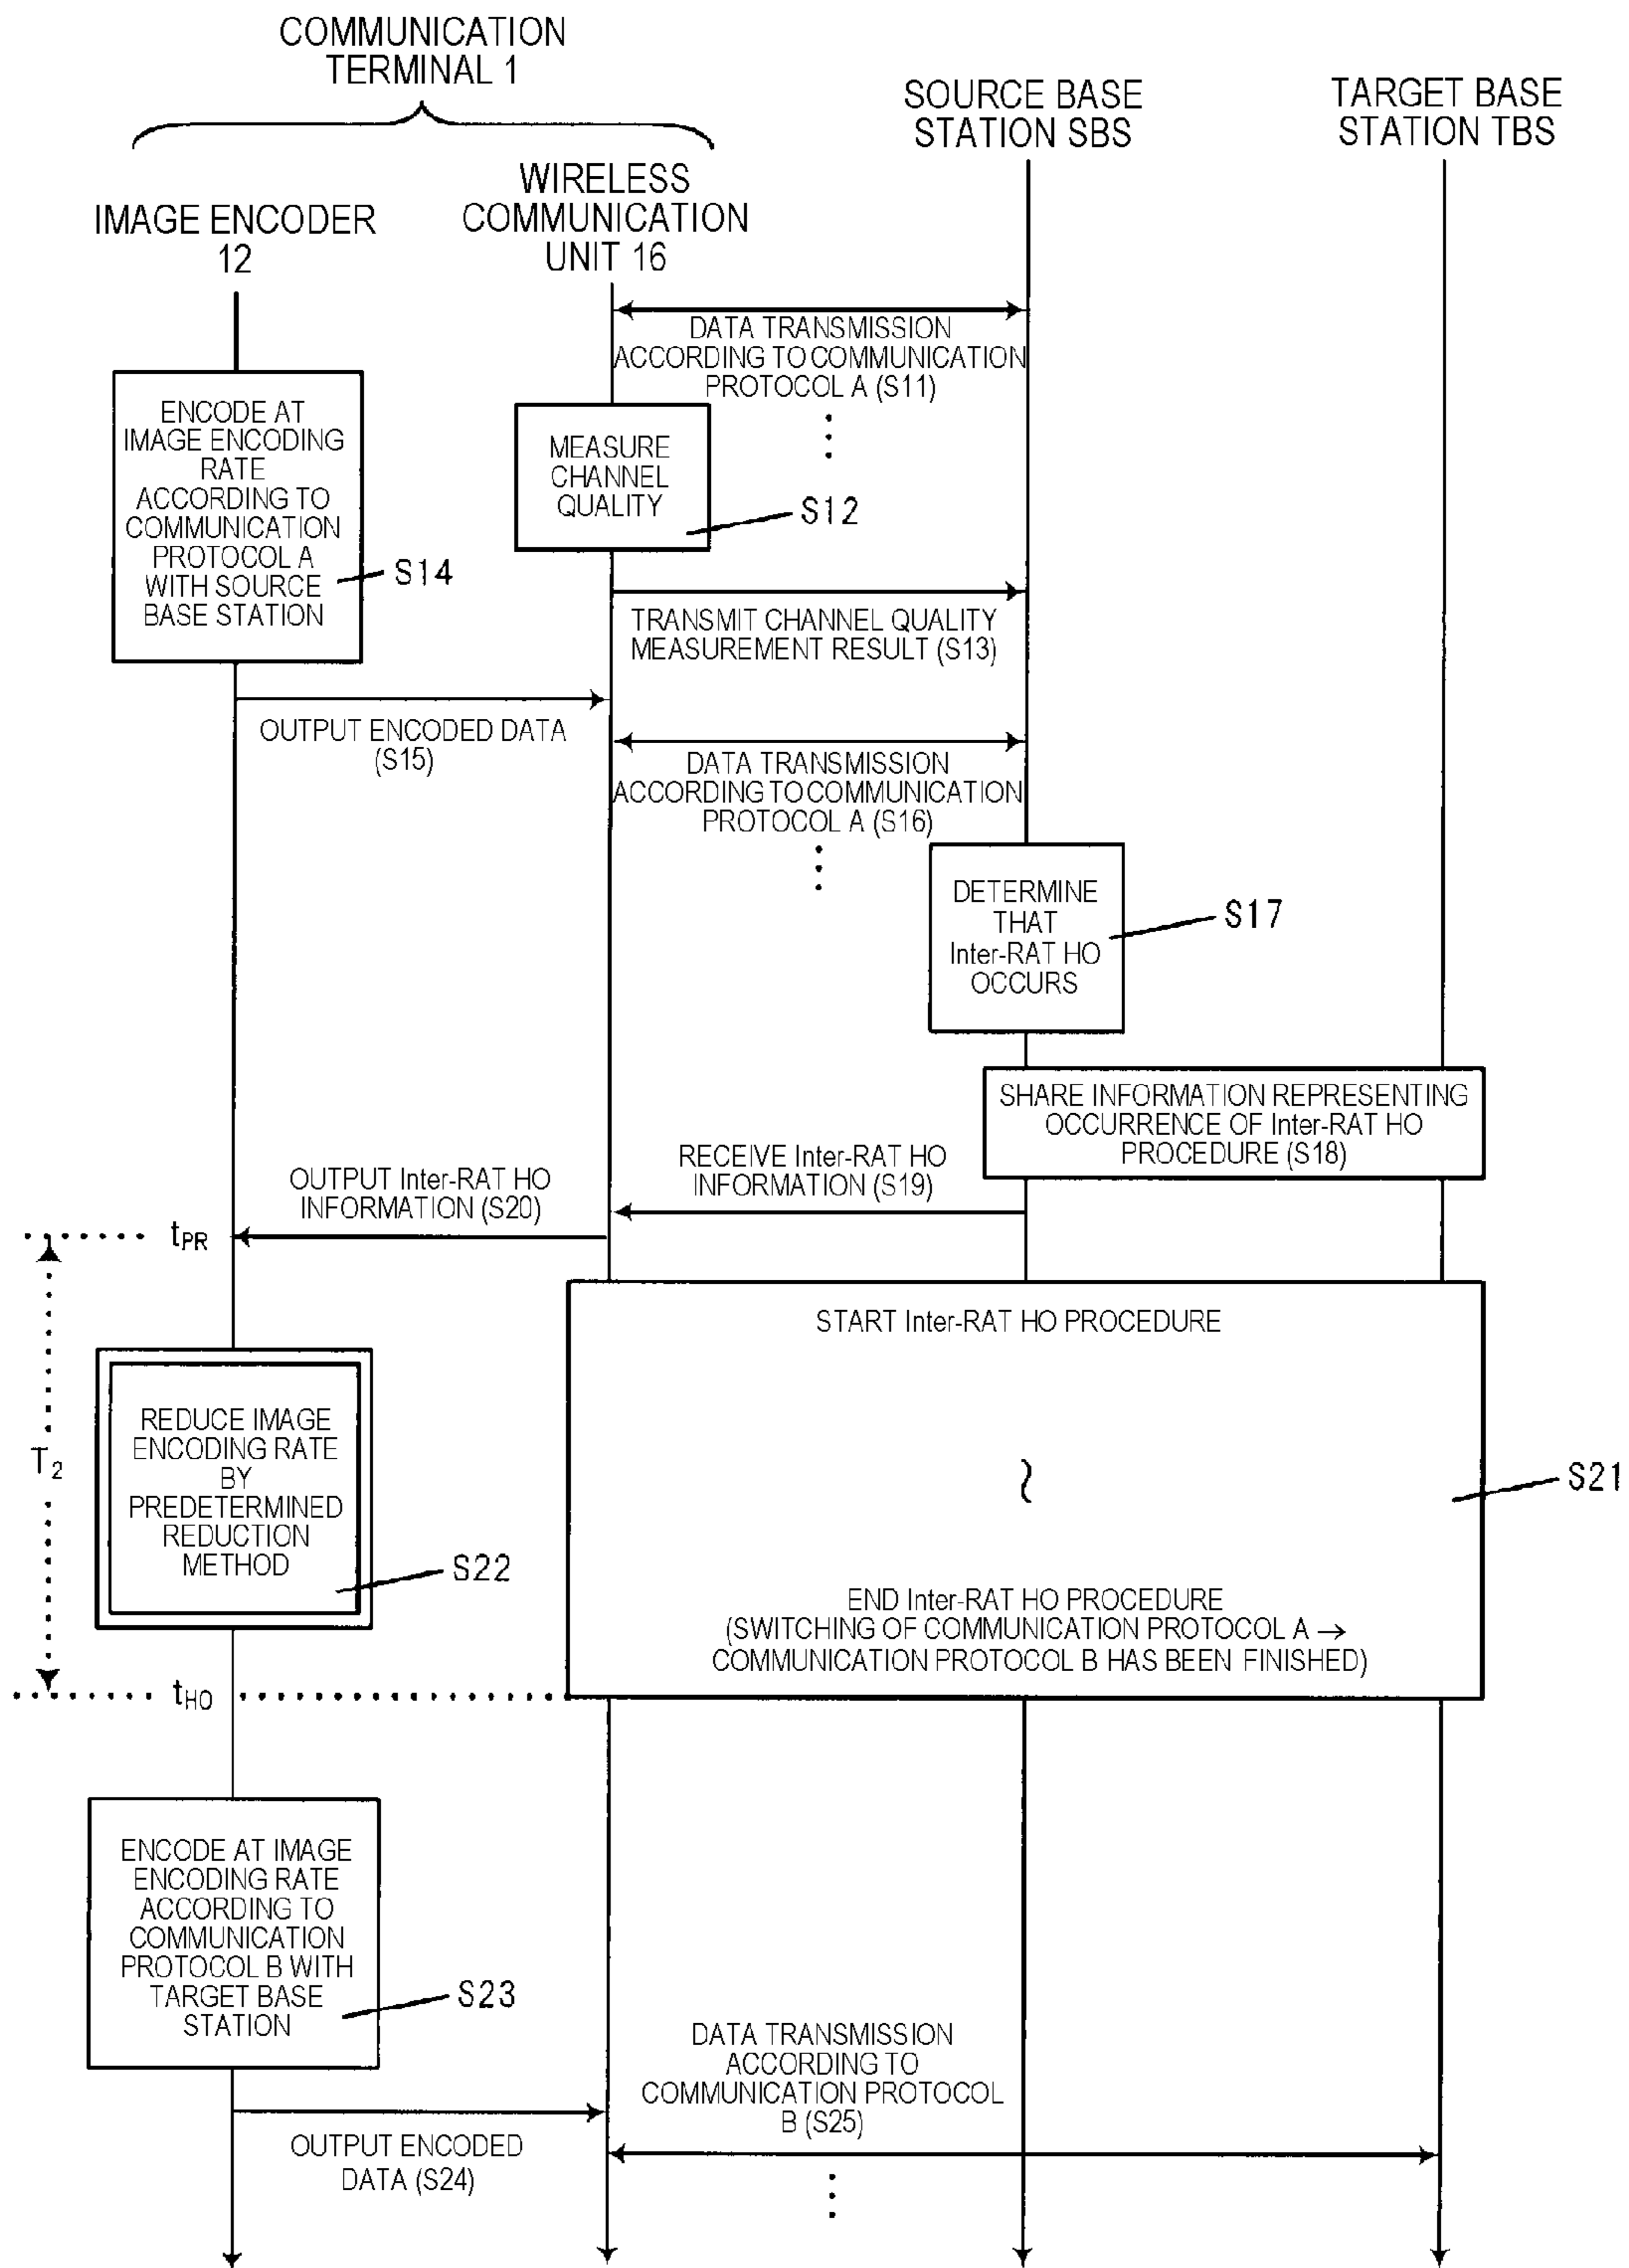 COMMUNICATION
TERMINAL 1
SOURCE BASE
STATION SBS
TARGET BASE
STATION TBS
IMAGE ENCODER
12
WIRELESS
COMMUNICATION
UNIT 16
DATA TRANSMISSION
ACCORDING TO COMMUNICATION
PROTOCOL A (S11)
ENCODE AT
IMAGE ENCODING
RATE
ACCORDING TO
COMMUNICATION
PROTOCOL A
WITH SOURCE
BASE STATION
S14
MEASURE
CHANNEL
QUALITY
S12
TRANSMIT CHANNEL QUALITY
MEASUREMENT RESULT (S13)
OUTPUT ENCODED DATA
(S15)
DATA TRANSMISSION
ACCORDING TO COMMUNICATION
PROTOCOL A (S16)
DETERMINE
THAT
Inter-RAT HO
OCCURS
S17
SHARE INFORMATION REPRESENTING
OCCURRENCE OF Inter-RAT HO
PROCEDURE (S18)
RECEIVE Inter-RAT HO
INFORMATION (S19)
OUTPUT Inter-RAT HO
INFORMATION (S20)
tPR
START Inter-RAT HO PROCEDURE
T2
REDUCE IMAGE
ENCODING RATE
BY
PREDETERMINED
REDUCTION
METHOD
S22
S21
END Inter-RAT HO PROCEDURE
(SWITCHING OF COMMUNICATION PROTOCOL A →
COMMUNICATION PROTOCOL B HAS BEEN FINISHED)
tHO
ENCODE AT IMAGE
ENCODING RATE
ACCORDING TO
COMMUNICATION
PROTOCOL B WITH
TARGET BASE
STATION
S23
DATA TRANSMISSION
ACCORDING TO
COMMUNICATION PROTOCOL
B (S25)
OUTPUT ENCODED
DATA (S24)